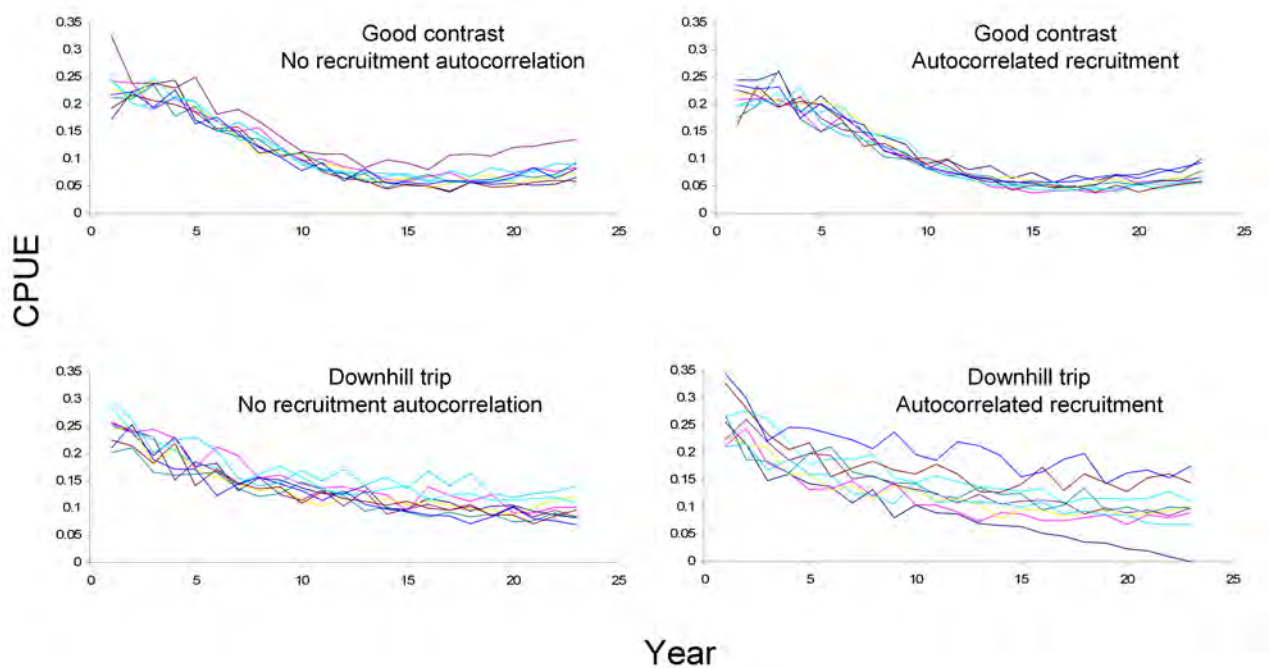 Good contrast
No recruitment autocorrelation
0.35
0.3
0.25
0.2
0.15
0.1
0.05
0
0 5 10 15 20 25
Good contrast
Autocorrelated recruitment
0.35
0.3
0.25
0.2
0.15
0.1
0.05
0
0 5 10 15 20 25
CPUE
Downhill trip
No recruitment autocorrelation
0.35
0.3
0.25
0.2
0.15
0.1
0.05
0
0 5 10 15 20 25
Downhill trip
Autocorrelated recruitment
0.35
0.3
0.25
0.2
0.15
0.1
0.05
0
0 5 10 15 20 25
Year